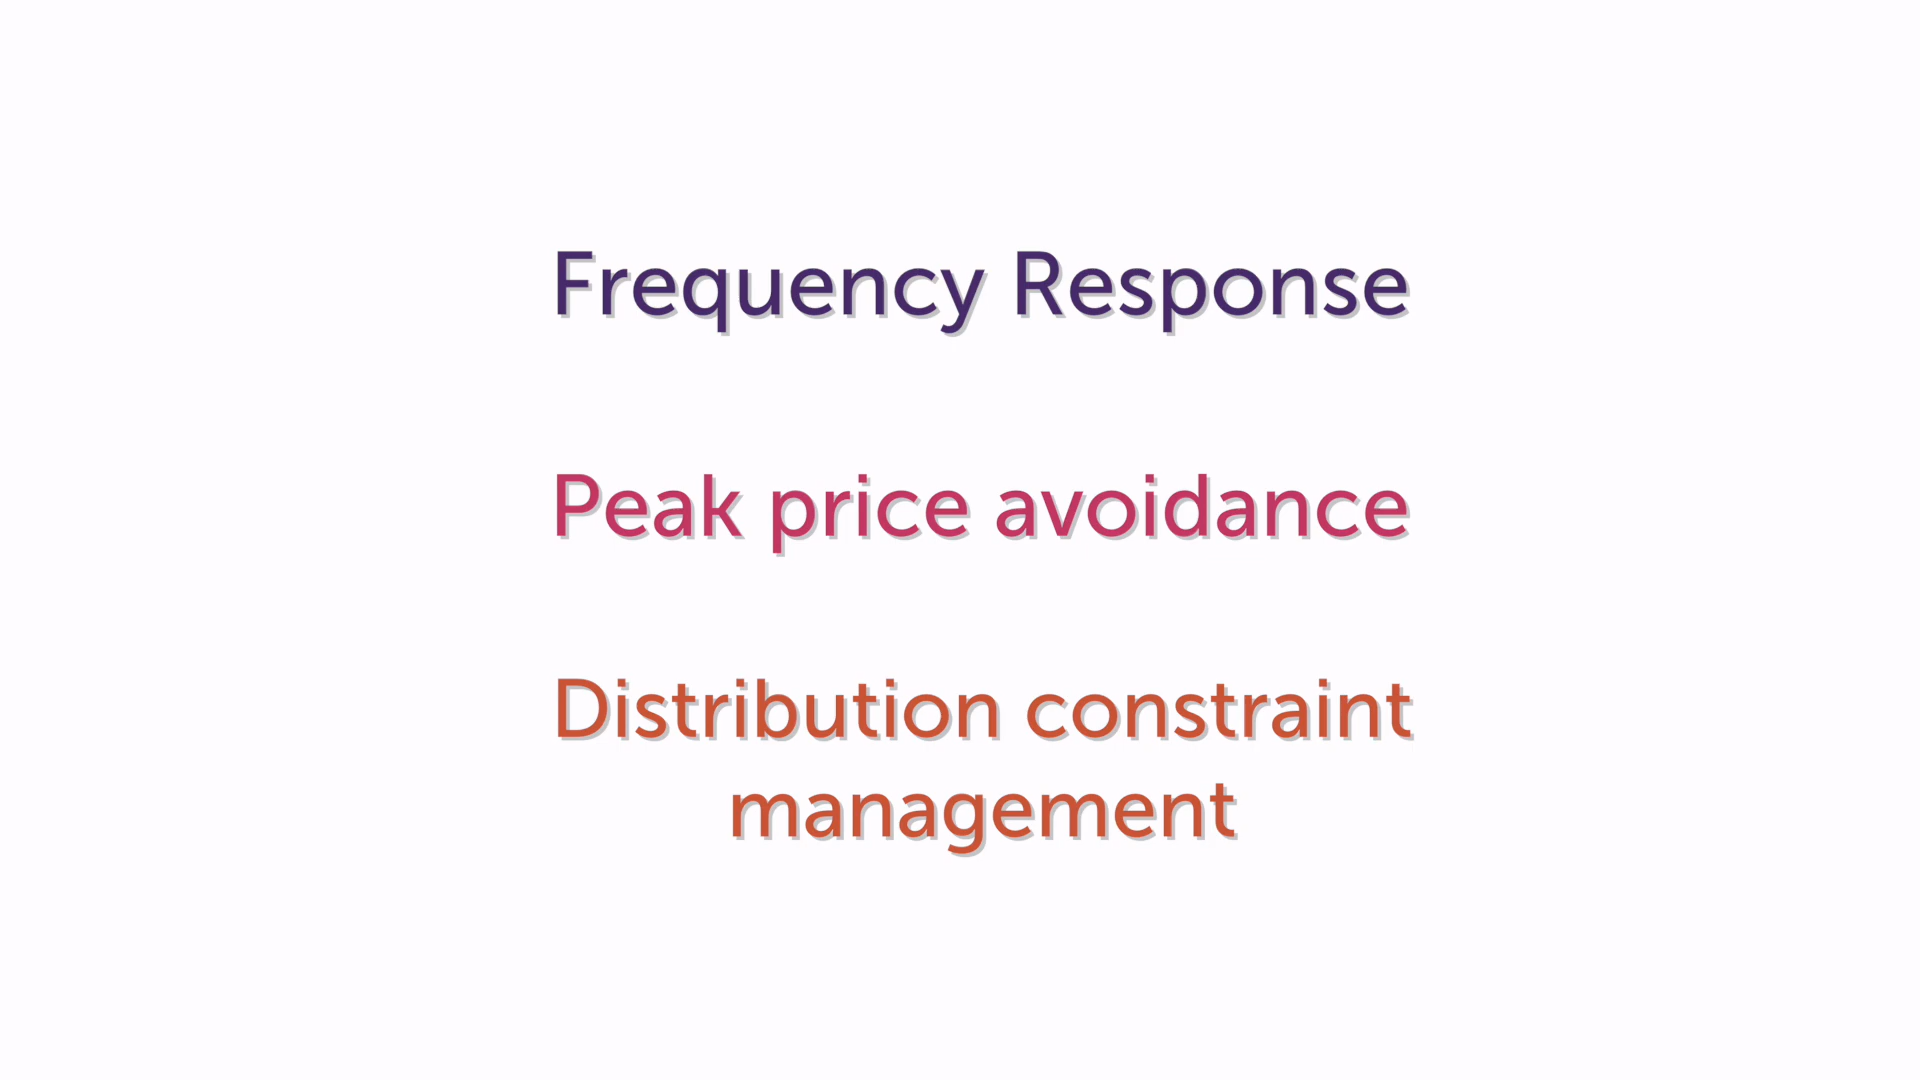 Frequency Response
Peak price avoidance
Distribution constraint
management